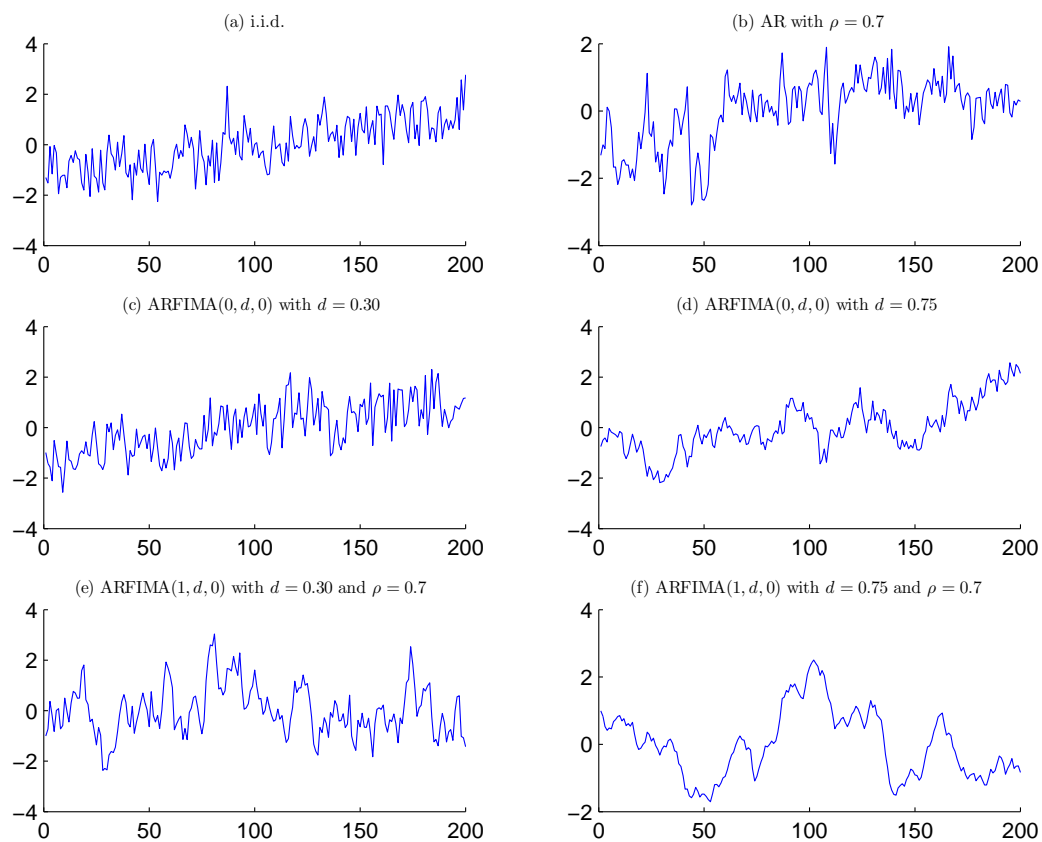 (a) i.i.d.
4
2
0
−2
−4
0 50 100 150 200
(b) AR with ρ = 0.7
2
0
−2
−4
0 50 100 150 200
(c) ARFIMA(0, d, 0) with d = 0.30
4
2
0
−2
−4
0 50 100 150 200
(d) ARFIMA(0, d, 0) with d = 0.75
4
2
0
−2
−4
0 50 100 150 200
(e) ARFIMA(1, d, 0) with d = 0.30 and ρ = 0.7
4
2
0
−2
−4
0 50 100 150 200
(f) ARFIMA(1, d, 0) with d = 0.75 and ρ = 0.7
4
2
0
−2
0 50 100 150 200